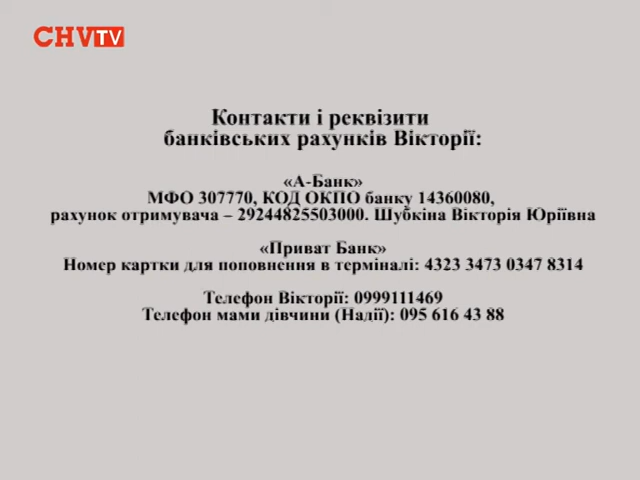 CHV TV
Контакти і реквізити
банківських рахунків Вікторії:
«А-Банк»
МФО 307770, КОД ОКПО банку 14360080,
рахунок отримувача – 29244825503000. Шубкіна Вікторія Юріївна
«Приват Банк»
Номер картки для поповнення в терміналі: 4323 3473 0347 8314
Телефон Вікторії: 0999111469
Телефон мами дівчини (Надії): 095 616 43 88